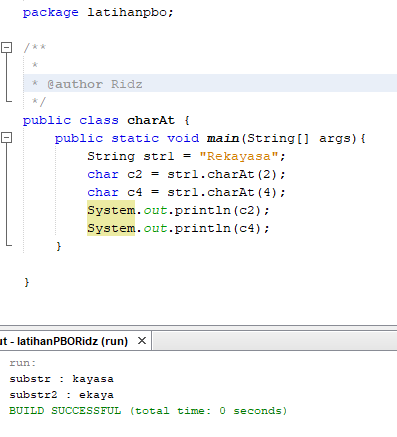 package latihanpbo;
/**
*
* @author Ridz
*/
public class charAt {
public static void main(String[] args){
String str1 = "Rekayasa";
char c2 = str1.charAt(2);
char c4 = str1.charAt(4);
System.out.println(c2);
System.out.println(c4);
}
}
ut - latihanPBORidz (run) ×
run:
substr : kayasa
substr2 : ekaya
BUILD SUCCESSFUL (total time: 0 seconds)